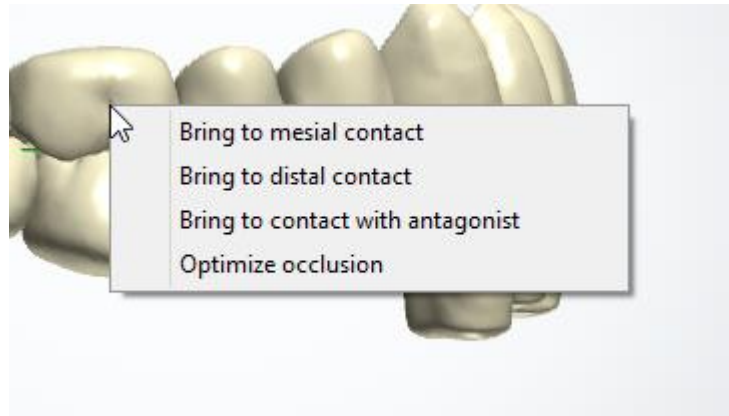 Bring to mesial contact
Bring to distal contact
Bring to contact with antagonist
Optimize occlusion